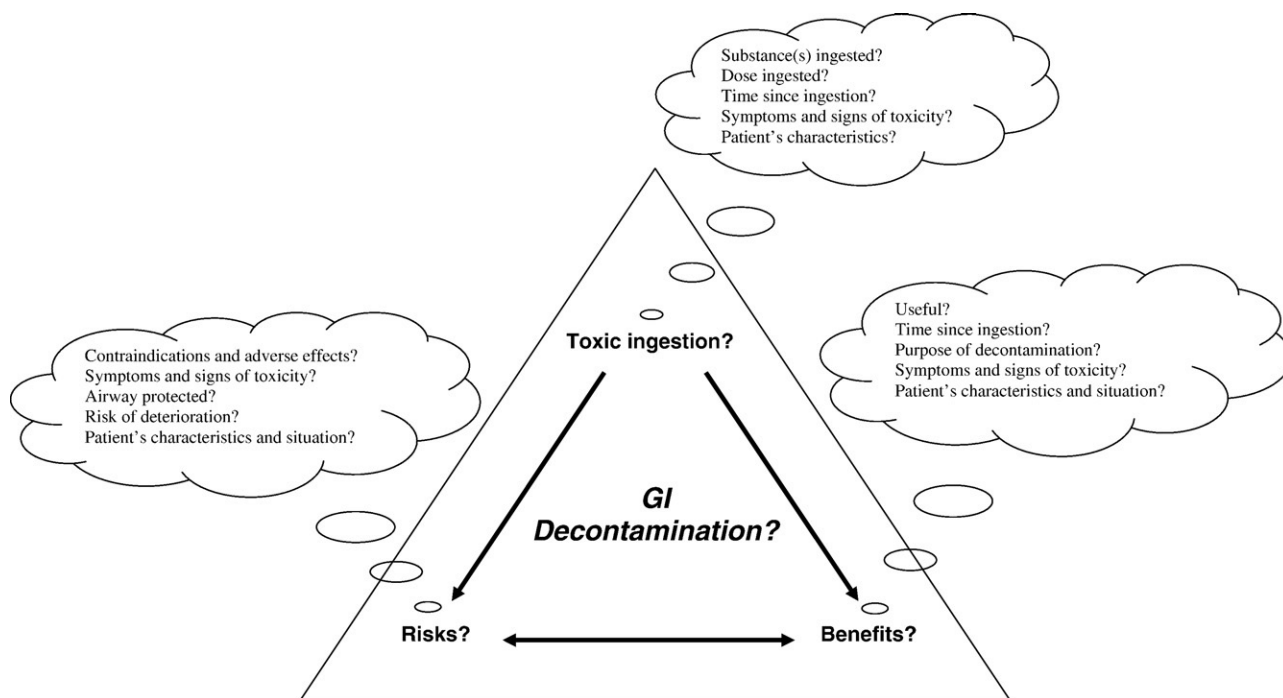 Substance(s) ingested?
Dose ingested?
Time since ingestion?
Symptoms and signs of toxicity?
Patient's characteristics?
Useful?
Time since ingestion?
Purpose of decontamination?
Symptoms and signs of toxicity?
Patient's characteristics and situation?
Contraindications and adverse effects?
Symptoms and signs of toxicity?
Airway protected?
Risk of deterioration?
Patient's characteristics and situation?
Toxic ingestion?
GI
Decontamination?
Risks?
Benefits?